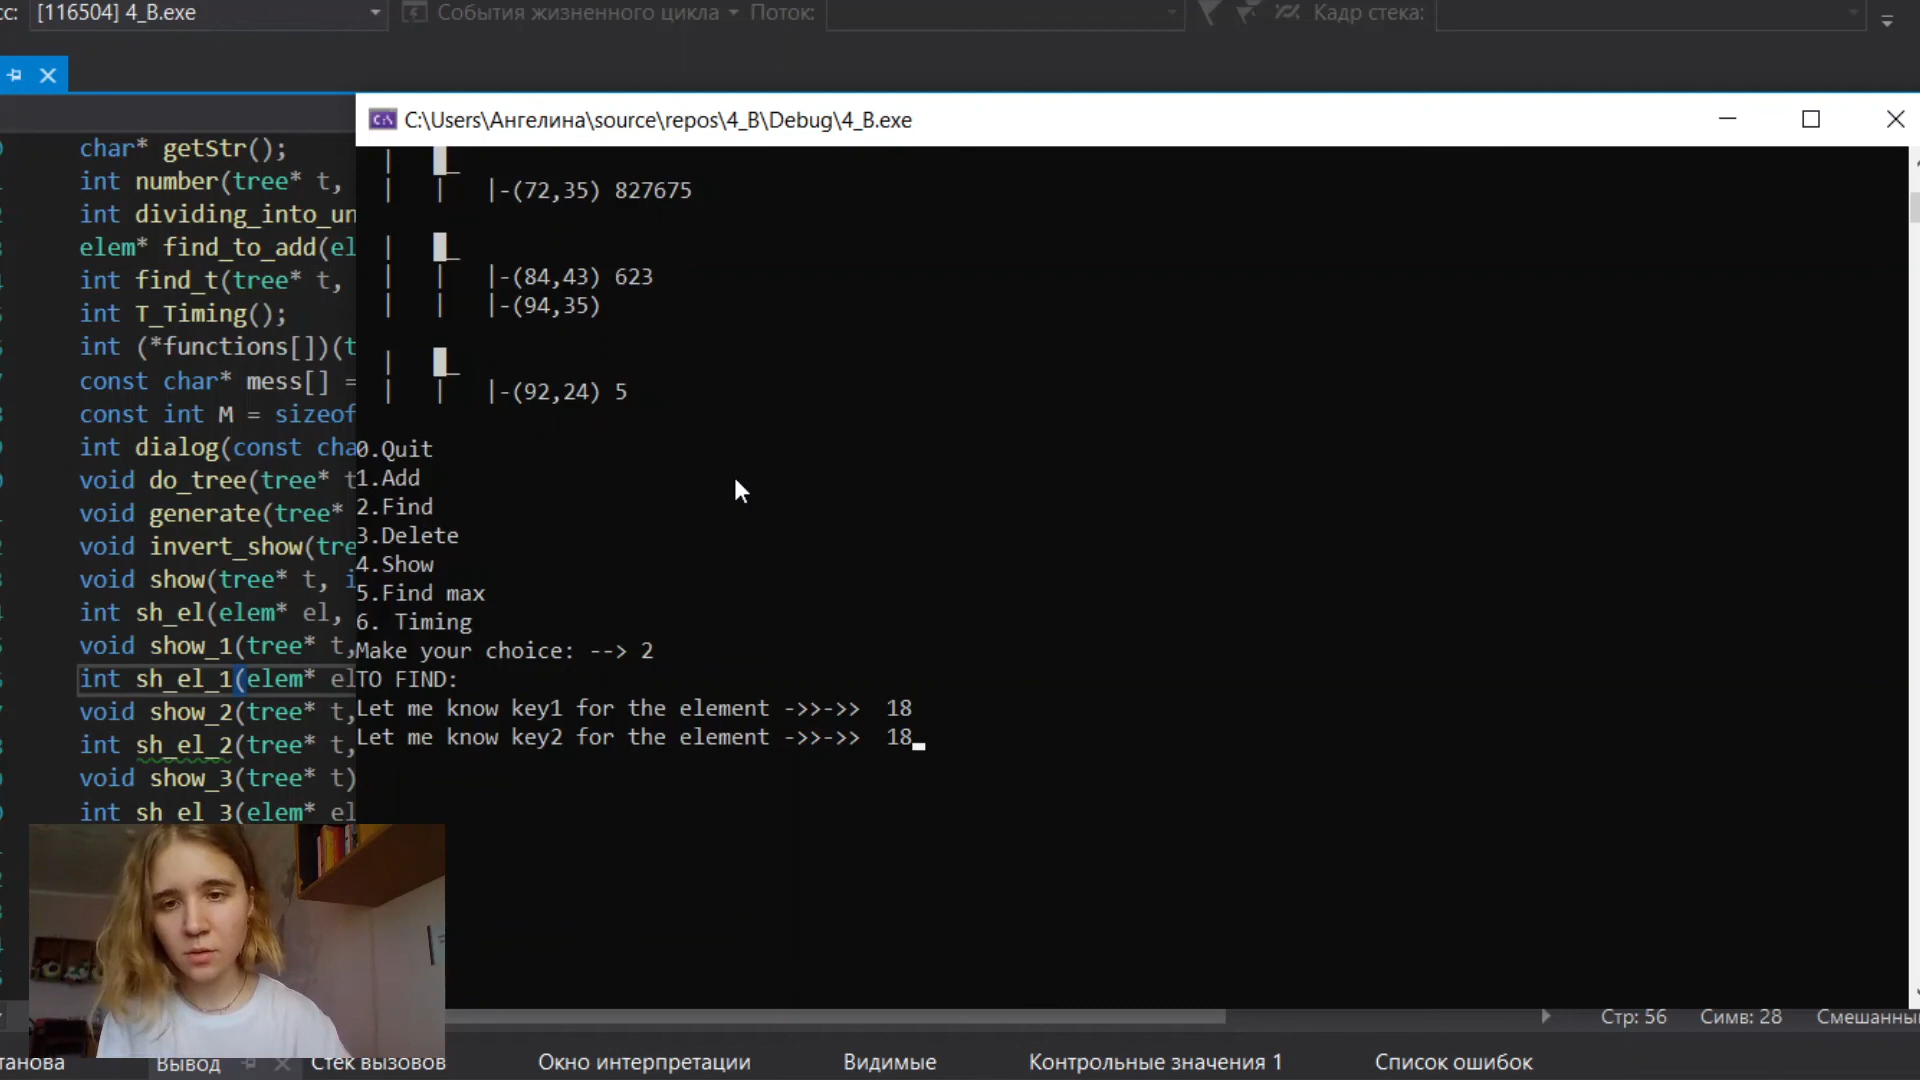 сс: [116504] 4_B.exe События жизненного цикла Поток: Кадр стека:
C:\Users\Ангелина\source\repos\4_B\Debug\4_B.exe
char* getStr();
int number(tree* t,
int dividing_into_un
elem* find_to_add(el
int find_t(tree* t,
int T_Timing();
int (*functions[])(t
const char* mess[] =
const int M = sizeof
int dialog(const cha
void do_tree(tree* t
void generate(tree*
void invert_show(tre
void show(tree* t, i
int sh_el(elem* el,
void show_1(tree* t,
int sh_el_1(elem* el
void show_2(tree* t,
int sh_el_2(tree* t,
void show_3(tree* t)
int sh_el_3(elem* el
| _
| | |-(72,35) 827675
| _
| | |-(84,43) 623
| | |-(94,35)
| _
| | |-(92,24) 5
0.Quit
1.Add
2.Find
3.Delete
4.Show
5.Find max
6. Timing
Make your choice: --> 2
TO FIND:
Let me know key1 for the element ->>->> 18
Let me know key2 for the element ->>->> 18
Стр: 56 Симв: 28 Смешанны
танова Вывод Стек вызовов Окно интерпретации Видимые Контрольные значения 1 Список ошибок